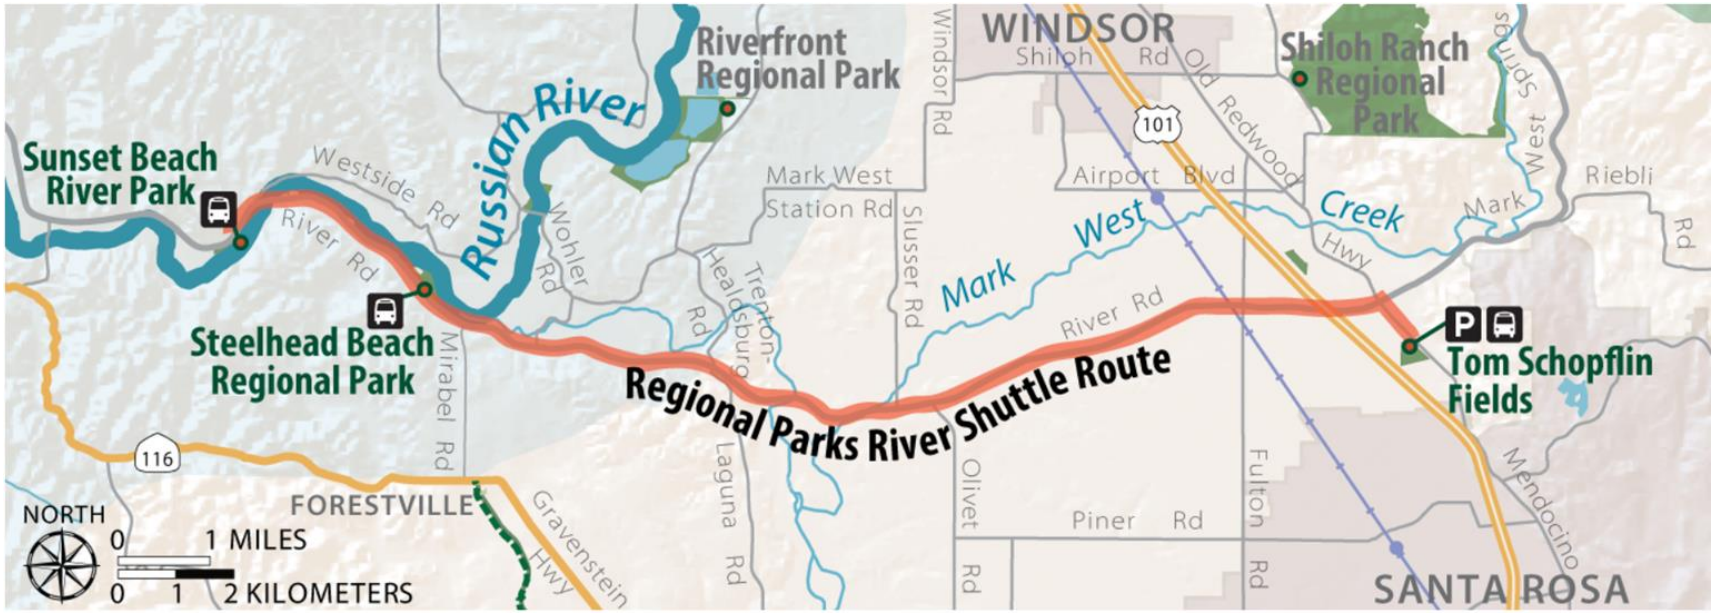 WINDSOR
Riverfront
Regional Park
Windsor Rd
Shiloh Rd
Old Redwood
Hwy
Shiloh Ranch
Regional
Park
Springs
West
Mark
Russian River
101
Sunset Beach
River Park
Westside Rd
River Rd
Wohler Rd
Mark West
Station Rd
Airport Blvd
Riebli
Rd
Slusser Rd
Mark West Creek
Trenton-
Healdsburg
Rd
River Rd
P
Tom Schopflin
Fields
Steelhead Beach
Regional Park
Mirabel Rd
Regional Parks River Shuttle Route
116
FORESTVILLE
Gravenstein
Hwy
Laguna Rd
Olivet Rd
Piner Rd
Fulton Rd
Mendocino
SANTA ROSA
NORTH
0 1 MILES
0 1 2 KILOMETERS